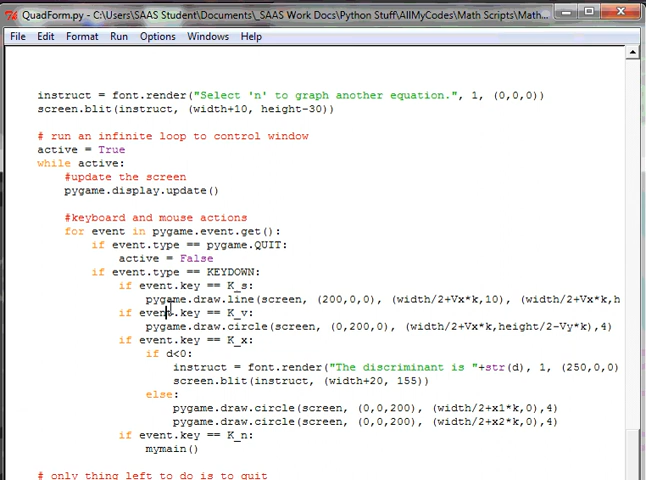 QuadForm.py - C:\Users\SAAS Student\Documents\_SAAS Work Docs\Python Stuff\AllMyCodes\Math Scripts\Math...
File Edit Format Run Options Windows Help
instruct = font.render("Select 'n' to graph another equation.", 1, (0,0,0))
screen.blit(instruct, (width+10, height-30))
# run an infinite loop to control window
active = True
while active:
#update the screen
pygame.display.update()
#keyboard and mouse actions
for event in pygame.event.get():
if event.type == pygame.QUIT:
active = False
if event.type == KEYDOWN:
if event.key == K_s:
pygame.draw.line(screen, (200,0,0), (width/2+Vx*k,10), (width/2+Vx*k,h
if event.key == K_v:
pygame.draw.circle(screen, (0,200,0), (width/2+Vx*k,height/2-Vy*k),4)
if event.key == K_x:
if d<0:
instruct = font.render("The discriminant is "+str(d), 1, (250,0,0)
screen.blit(instruct, (width+20, 155))
else:
pygame.draw.circle(screen, (0,0,200), (width/2+x1*k,0),4)
pygame.draw.circle(screen, (0,0,200), (width/2+x2*k,0),4)
if event.key == K_n:
mymain()
# only thing left to do is to quit